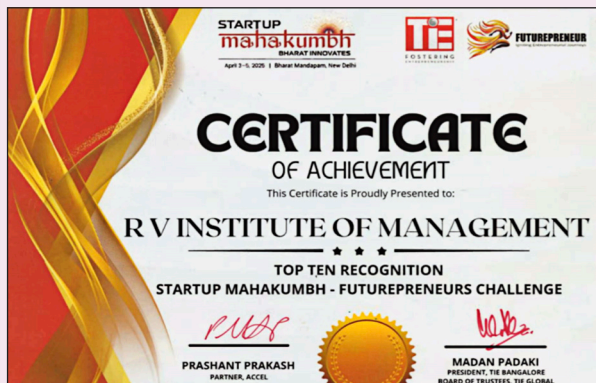 STARTUP
mahakumbh
BHARAT INNOVATES
April 3-5, 2025 | Bharat Mandapam, New Delhi
TiE
FOSTERING
ENTREPRENEURSHIP
FUTUREPRENEUR
CERTIFICATE
OF ACHIEVEMENT
This Certificate is Proudly Presented to:
R V INSTITUTE OF MANAGEMENT
TOP TEN RECOGNITION
STARTUP MAHAKUMBH - FUTUREPRENEURS CHALLENGE
PRASHANT PRAKASH
PARTNER, ACCEL
MADAN PADAKI
PRESIDENT, TIE BANGALORE
BOARD OF TRUSTEES, TIE GLOBAL